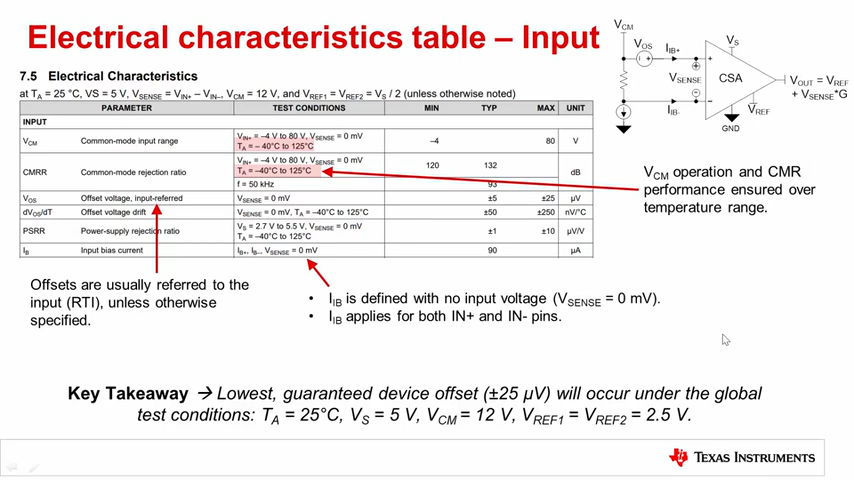 Electrical characteristics table – Input
VCM
VOS
IIB+
VS
VSENSE
CSA
VOUT = VREF
+ VSENSE*G
IIB-
VREF
GND
7.5 Electrical Characteristics
at TA = 25 °C, VS = 5 V, VSENSE = VIN+ – VIN–, VCM = 12 V, and VREF1 = VREF2 = VS / 2 (unless otherwise noted)
PARAMETER TEST CONDITIONS MIN TYP MAX UNIT
INPUT
VCM Common-mode input range VIN+ = –4 V to 80 V, VSENSE = 0 mV –4 80 V
TA = – 40°C to 125°C
CMRR Common-mode rejection ratio VIN+ = –4 V to 80 V, VSENSE = 0 mV 120 132 dB
TA = –40°C to 125°C
f = 50 kHz 93
VOS Offset voltage, input-referred VSENSE = 0 mV ±5 ±25 µV
dVOS/dT Offset voltage drift VSENSE = 0 mV, TA = –40°C to 125°C ±50 ±250 nV/°C
PSRR Power-supply rejection ratio VS = 2.7 V to 5.5 V, VSENSE = 0 mV ±1 ±10 µV/V
TA = –40°C to 125°C
IB Input bias current IB+, IB–, VSENSE = 0 mV 90 µA
VCM operation and CMR
performance ensured over
temperature range.
Offsets are usually referred to the
input (RTI), unless otherwise
specified.
• IIB is defined with no input voltage (VSENSE = 0 mV).
• IIB applies for both IN+ and IN- pins.
Key Takeaway → Lowest, guaranteed device offset (±25 µV) will occur under the global
test conditions: TA = 25°C, VS = 5 V, VCM = 12 V, VREF1 = VREF2 = 2.5 V.
TEXAS INSTRUMENTS